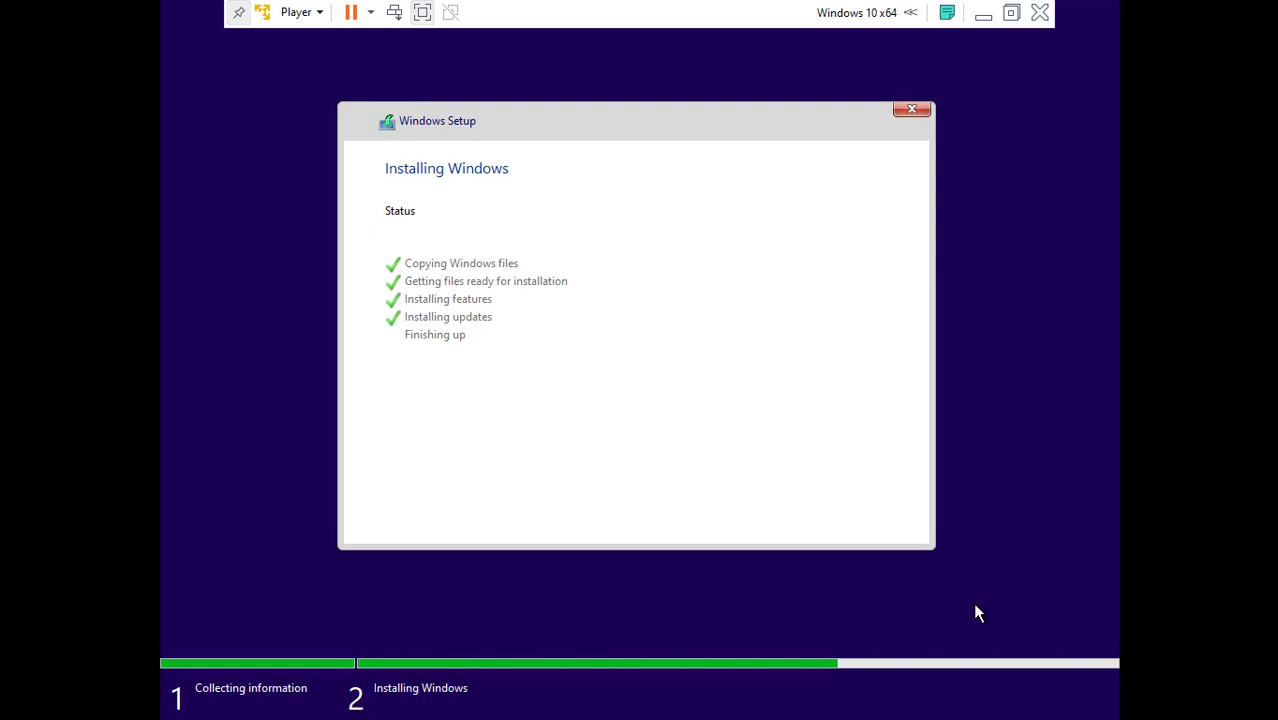 Player
Windows 10 x64
Windows Setup
Installing Windows
Status
Copying Windows files
Getting files ready for installation
Installing features
Installing updates
Finishing up
1 Collecting information
2 Installing Windows